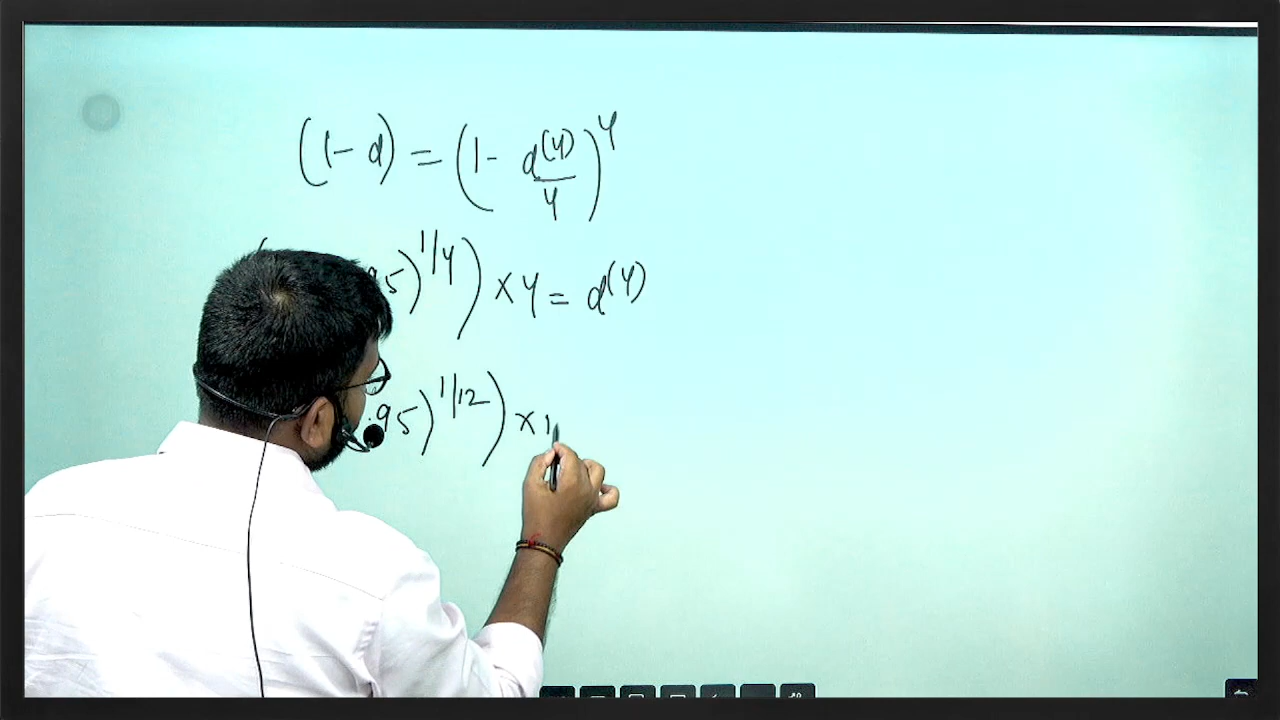 (1 - d) = (1 - d^(4)/4)^4
95)^1/4) × 4 = d^(4)
.95)^1/12) × 1